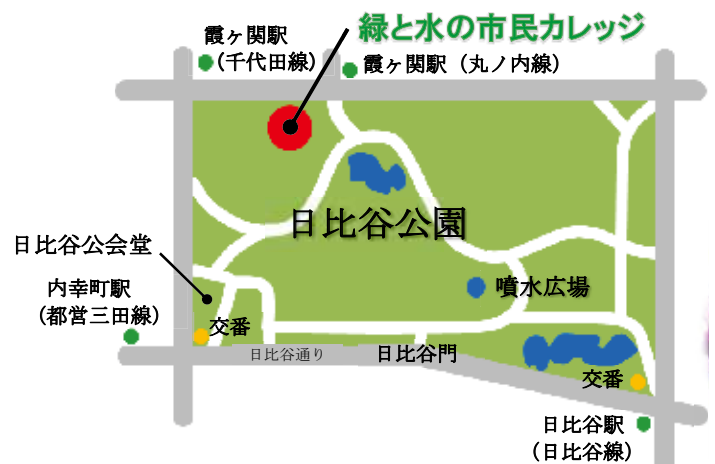 緑と水の市民カレッジ
霞ヶ関駅
(千代田線)
霞ヶ関駅（丸ノ内線）
日比谷公園
日比谷公会堂
内幸町駅
(都営三田線)
噴水広場
交番
日比谷通り
日比谷門
交番
日比谷駅
(日比谷線)